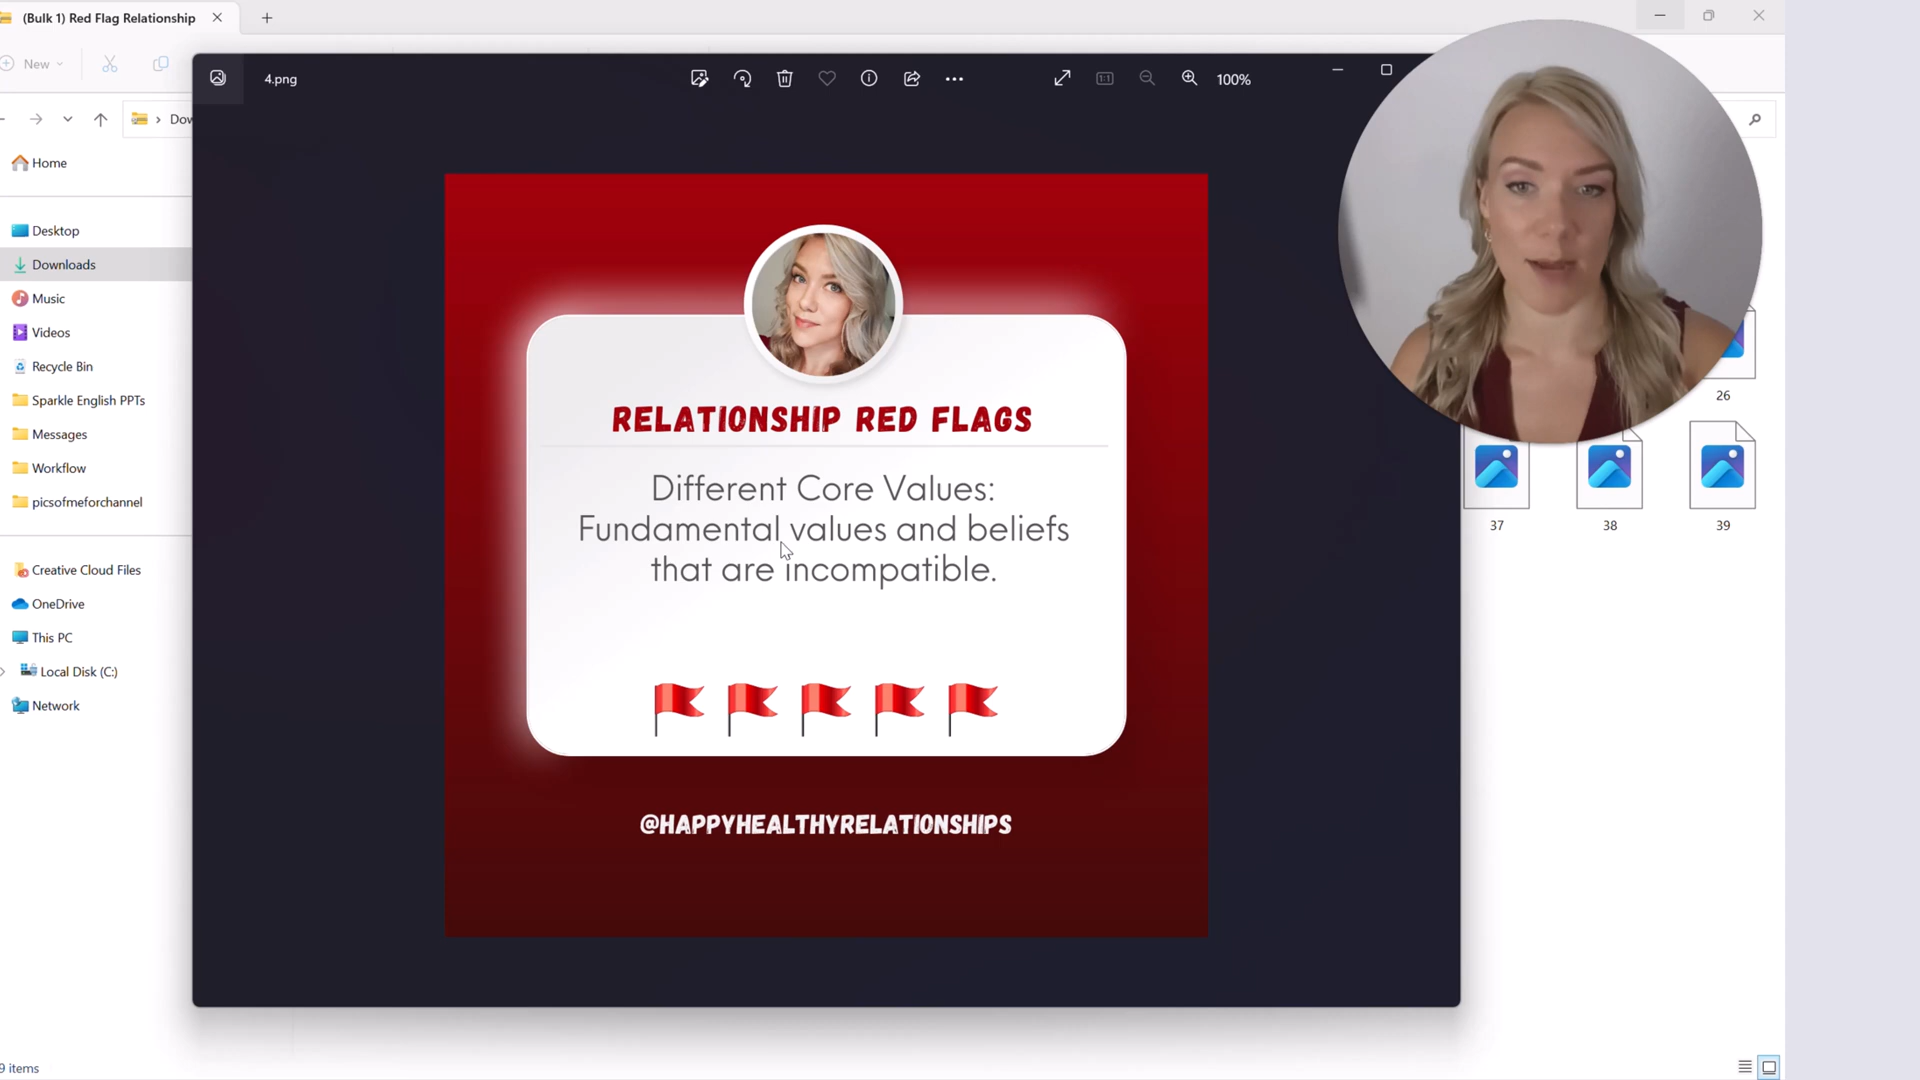 (Bulk 1) Red Flag Relationship
New
4.png
100%
Home
Desktop
Downloads
Music
Videos
Recycle Bin
Sparkle English PPTs
Messages
Workflow
picsofmeforchannel
Creative Cloud Files
OneDrive
This PC
Local Disk (C:)
Network
RELATIONSHIP RED FLAGS
Different Core Values:
Fundamental values and beliefs
that are incompatible.
@HAPPYHEALTHYRELATIONSHIPS
26
37
38
39
items